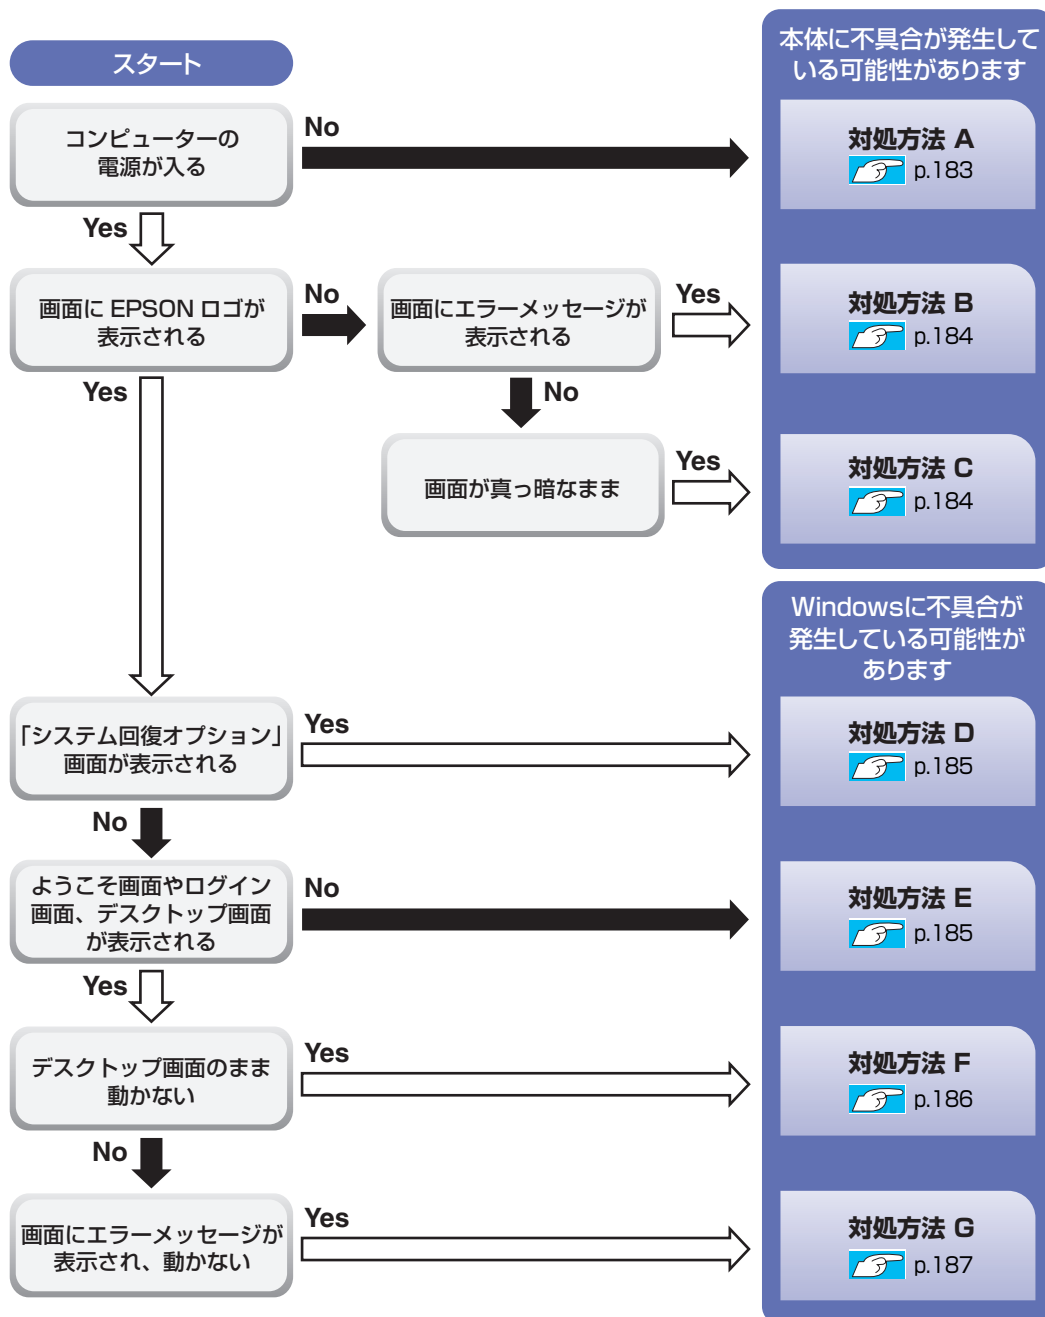 スタート
コンピューターの
電源が入る
No
Yes
画面に EPSON ロゴが
表示される
No
画面にエラーメッセージが
表示される
Yes
No
画面が真っ暗なまま
Yes
Yes
「システム回復オプション」
画面が表示される
Yes
No
ようこそ画面やログイン
画面、デスクトップ画面
が表示される
No
Yes
デスクトップ画面のまま
動かない
Yes
No
画面にエラーメッセージが
表示され、動かない
Yes
本体に不具合が発生して
いる可能性があります
対処方法 A
p.183
対処方法 B
p.184
対処方法 C
p.184
Windowsに不具合が
発生している可能性が
あります
対処方法 D
p.185
対処方法 E
p.185
対処方法 F
p.186
対処方法 G
p.187